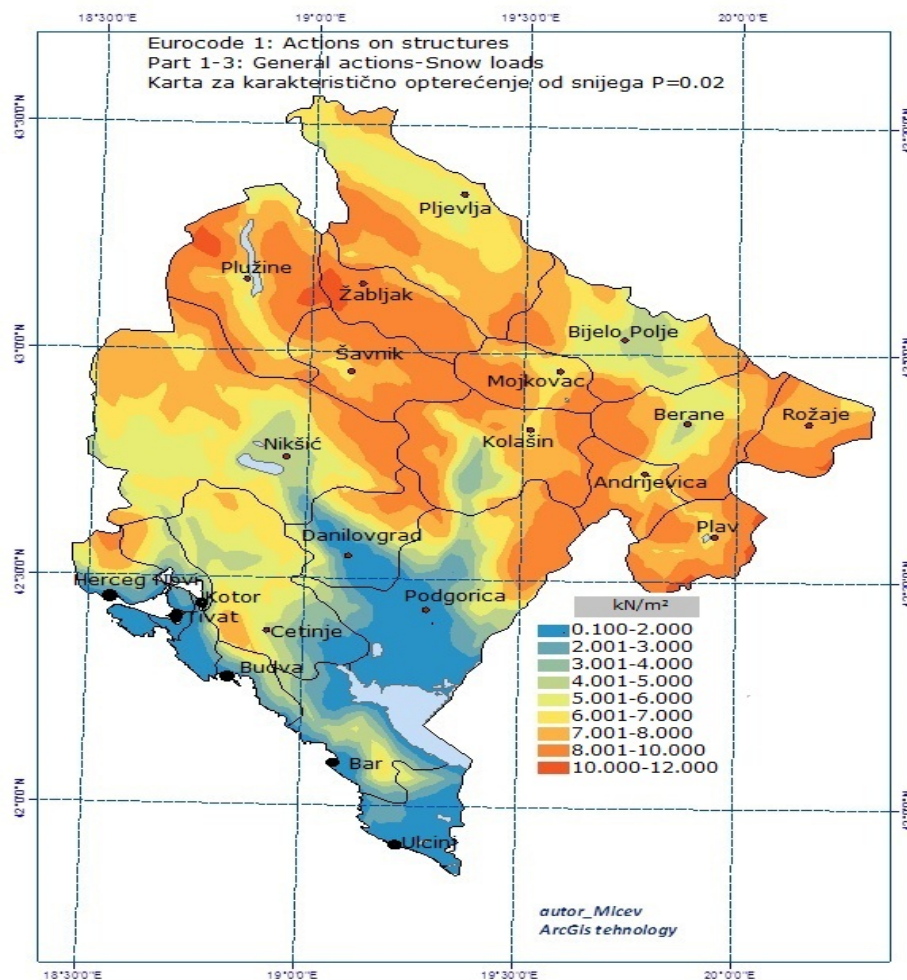 18°30'0"E 19°0'0"E 19°30'0"E 20°0'0"E
Eurocode 1: Actions on structures
Part 1-3: General actions-Snow loads
Karta za karakteristično opterećenje od snijega P=0.02
43°30'0"N
Pljevlja
Plužine
Žabljak
Bijelo Polje
43°0'0"N
Šavnik
Mojkovac
Berane
Rožaje
Kolašin
Nikšić
Andrijevica
Plav
Danilovgrad
42°30'0"N
Herceg Novi
Kotor
Podgorica
Tivat
Cetinje
Budva
Bar
42°0'0"N
Ulcinj
kN/m²
0.100-2.000
2.001-3.000
3.001-4.000
4.001-5.000
5.001-6.000
6.001-7.000
7.001-8.000
8.001-10.000
10.000-12.000
autor_Micev
ArcGis tehnology
18°30'0"E 19°0'0"E 19°30'0"E 20°0'0"E